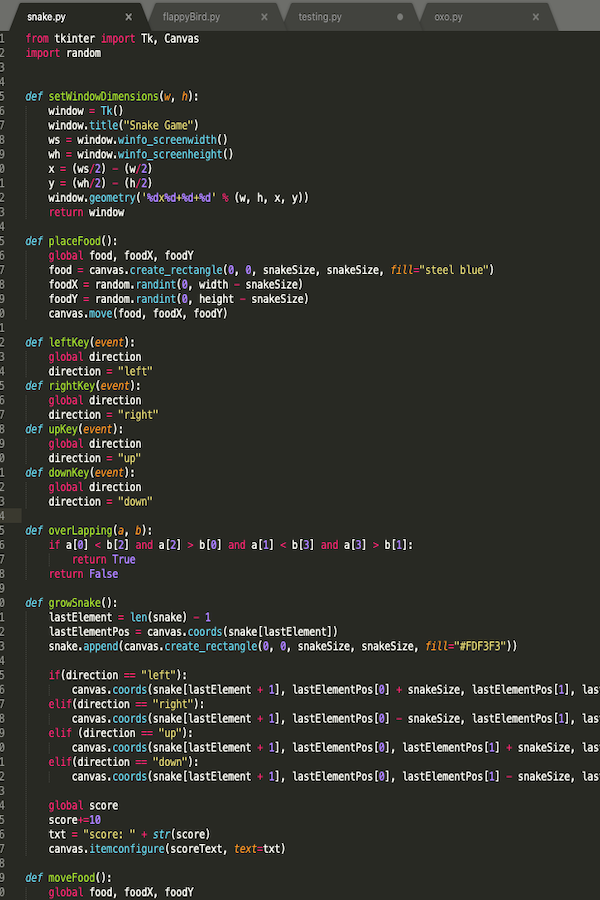 snake.py × flappyBird.py × testing.py oxo.py ×
1 from tkinter import Tk, Canvas
2 import random
3
4
5 def setWindowDimensions(w, h):
6 window = Tk()
7 window.title("Snake Game")
8 ws = window.winfo_screenwidth()
9 wh = window.winfo_screenheight()
0 x = (ws/2) - (w/2)
1 y = (wh/2) - (h/2)
2 window.geometry('%dx%d+%d+%d' % (w, h, x, y))
3 return window
4
5 def placeFood():
6 global food, foodX, foodY
7 food = canvas.create_rectangle(0, 0, snakeSize, snakeSize, fill="steel blue")
8 foodX = random.randint(0, width - snakeSize)
9 foodY = random.randint(0, height - snakeSize)
0 canvas.move(food, foodX, foodY)
1
2 def leftKey(event):
3 global direction
4 direction = "left"
5 def rightKey(event):
6 global direction
7 direction = "right"
8 def upKey(event):
9 global direction
0 direction = "up"
1 def downKey(event):
2 global direction
3 direction = "down"
4
5 def overLapping(a, b):
6 if a[0] < b[2] and a[2] > b[0] and a[1] < b[3] and a[3] > b[1]:
7 return True
8 return False
9
0 def growSnake():
1 lastElement = len(snake) - 1
2 lastElementPos = canvas.coords(snake[lastElement])
3 snake.append(canvas.create_rectangle(0, 0, snakeSize, snakeSize, fill="#FDF3F3"))
4
5 if(direction == "left"):
6 canvas.coords(snake[lastElement + 1], lastElementPos[0] + snakeSize, lastElementPos[1], las
7 elif(direction == "right"):
8 canvas.coords(snake[lastElement + 1], lastElementPos[0] - snakeSize, lastElementPos[1], las
9 elif (direction == "up"):
0 canvas.coords(snake[lastElement + 1], lastElementPos[0], lastElementPos[1] + snakeSize, las
1 elif(direction == "down"):
2 canvas.coords(snake[lastElement + 1], lastElementPos[0], lastElementPos[1] - snakeSize, las
3
4 global score
5 score+=10
6 txt = "score: " + str(score)
7 canvas.itemconfigure(scoreText, text=txt)
8
9 def moveFood():
0 global food, foodX, foodY